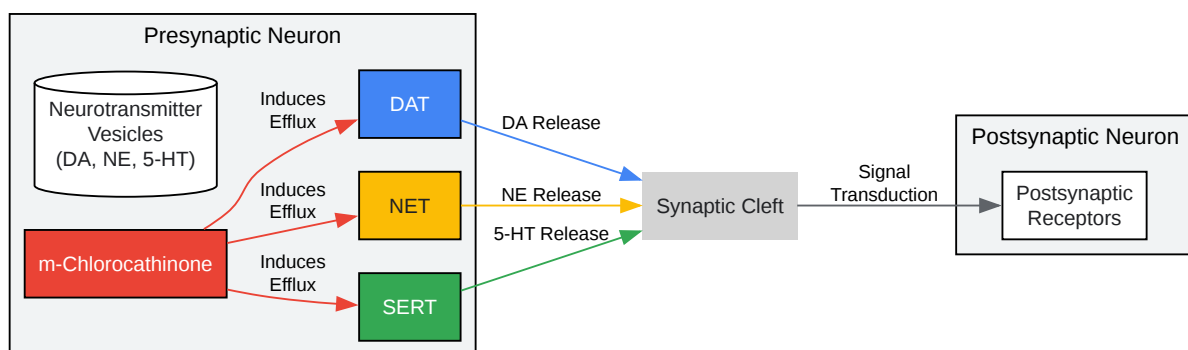 Presynaptic Neuron
Neurotransmitter
Vesicles
(DA, NE, 5-HT)
m-Chlorocathinone
Induces
Efflux
Induces
Efflux
Induces
Efflux
DAT
NET
SERT
DA Release
NE Release
5-HT Release
Synaptic Cleft
Signal
Transduction
Postsynaptic Neuron
Postsynaptic
Receptors